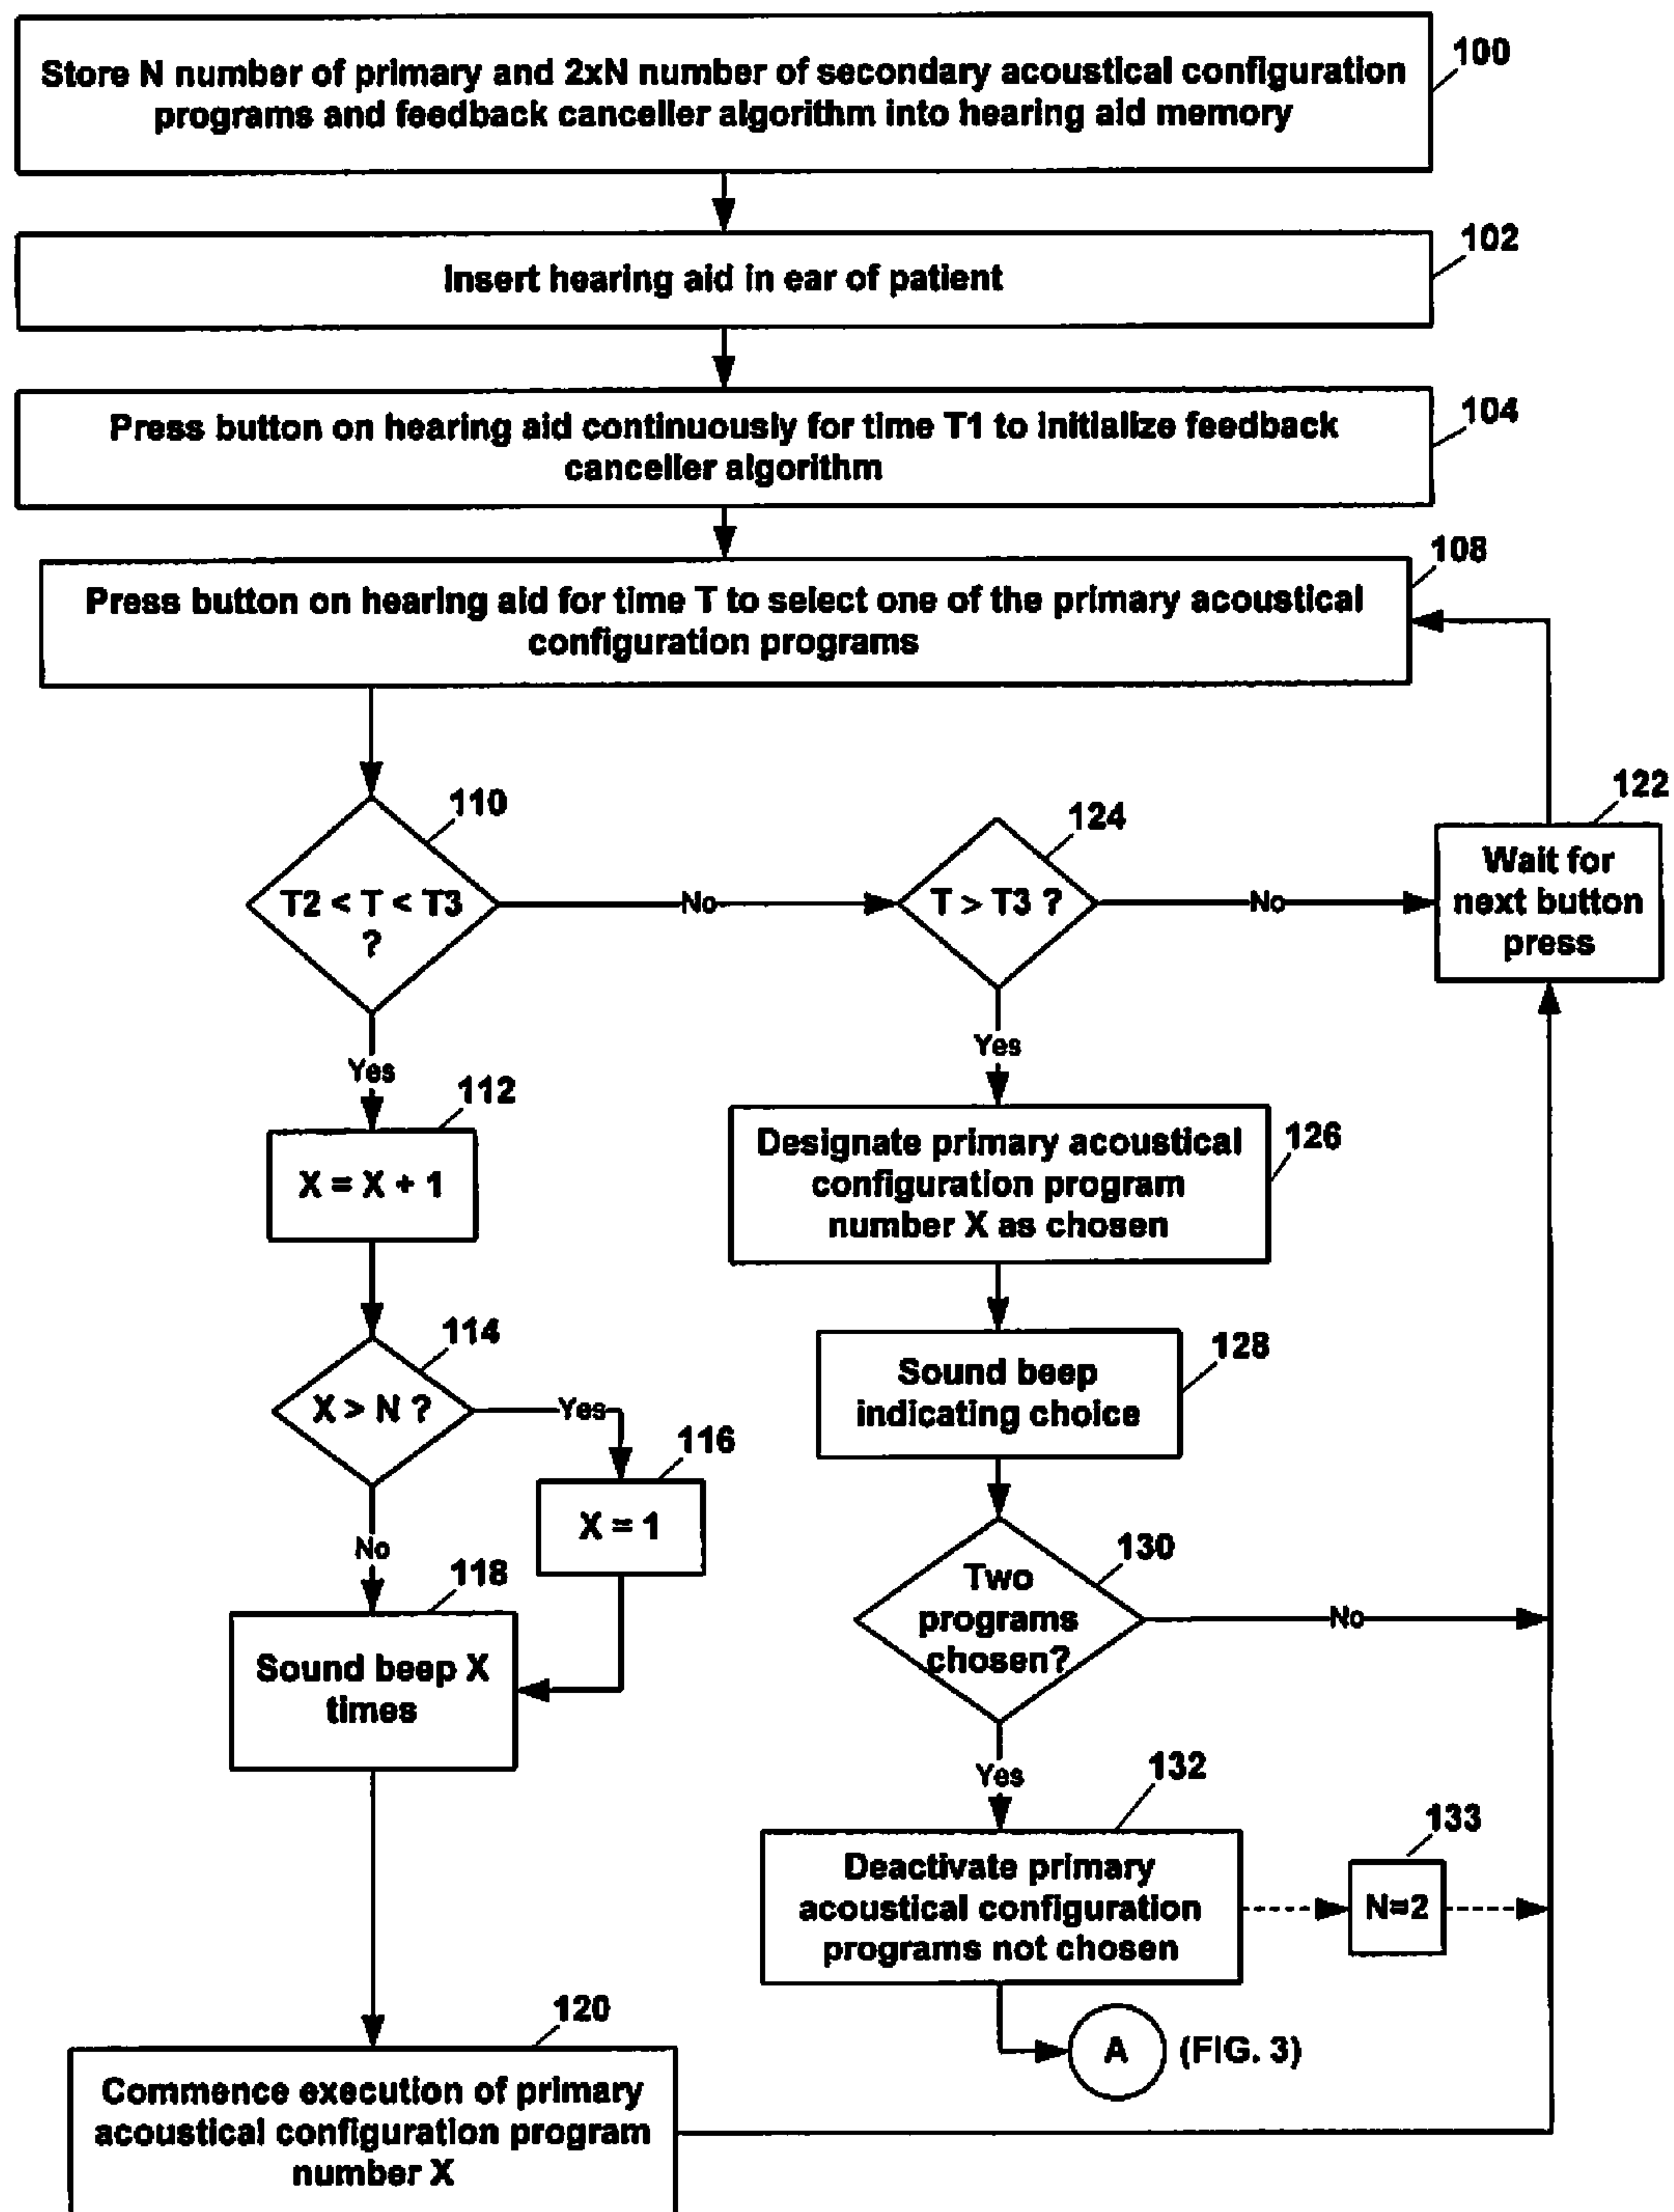 Store N number of primary and 2xN number of secondary acoustical configuration
programs and feedback canceller algorithm into hearing aid memory
100
Insert hearing aid in ear of patient
102
Press button on hearing aid continuously for time T1 to initialize feedback
canceller algorithm
104
Press button on hearing aid for time T to select one of the primary acoustical
configuration programs
108
110
T2 < T < T3
?
No
124
T > T3 ?
No
122
Wait for
next button
press
Yes
112
X = X + 1
Yes
126
Designate primary acoustical
configuration program
number X as chosen
114
X > N ?
Yes
116
X = 1
128
Sound beep
indicating choice
No
118
Sound beep X
times
130
Two
programs
chosen?
No
Yes
132
Deactivate primary
acoustical configuration
programs not chosen
133
N=2
A
(FIG. 3)
120
Commence execution of primary
acoustical configuration program
number X